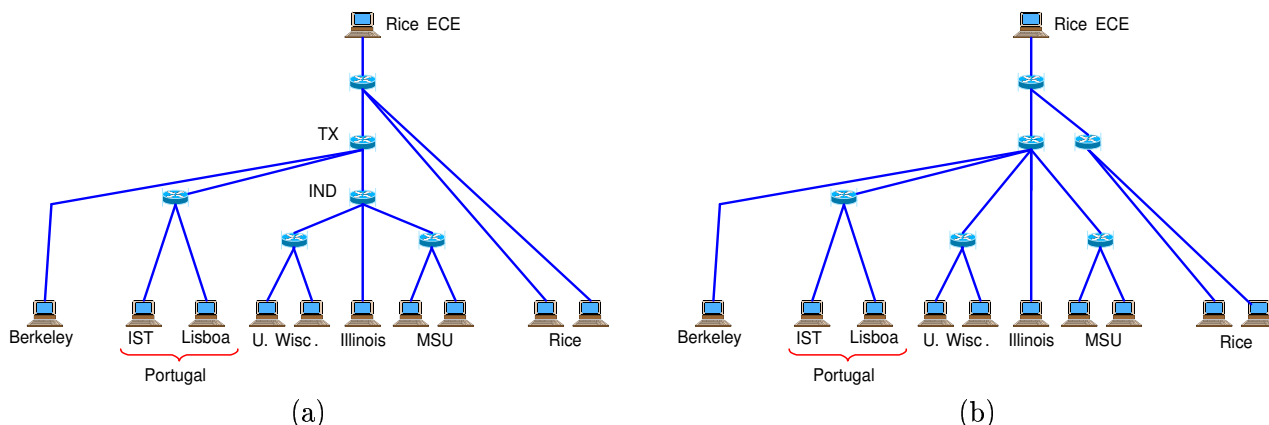 Rice ECE
TX
IND
Berkeley
IST
Lisboa
U. Wisc.
Illinois
MSU
Rice
Portugal
(a)
Rice ECE
Berkeley
IST
Lisboa
U. Wisc.
Illinois
MSU
Rice
Portugal
(b)